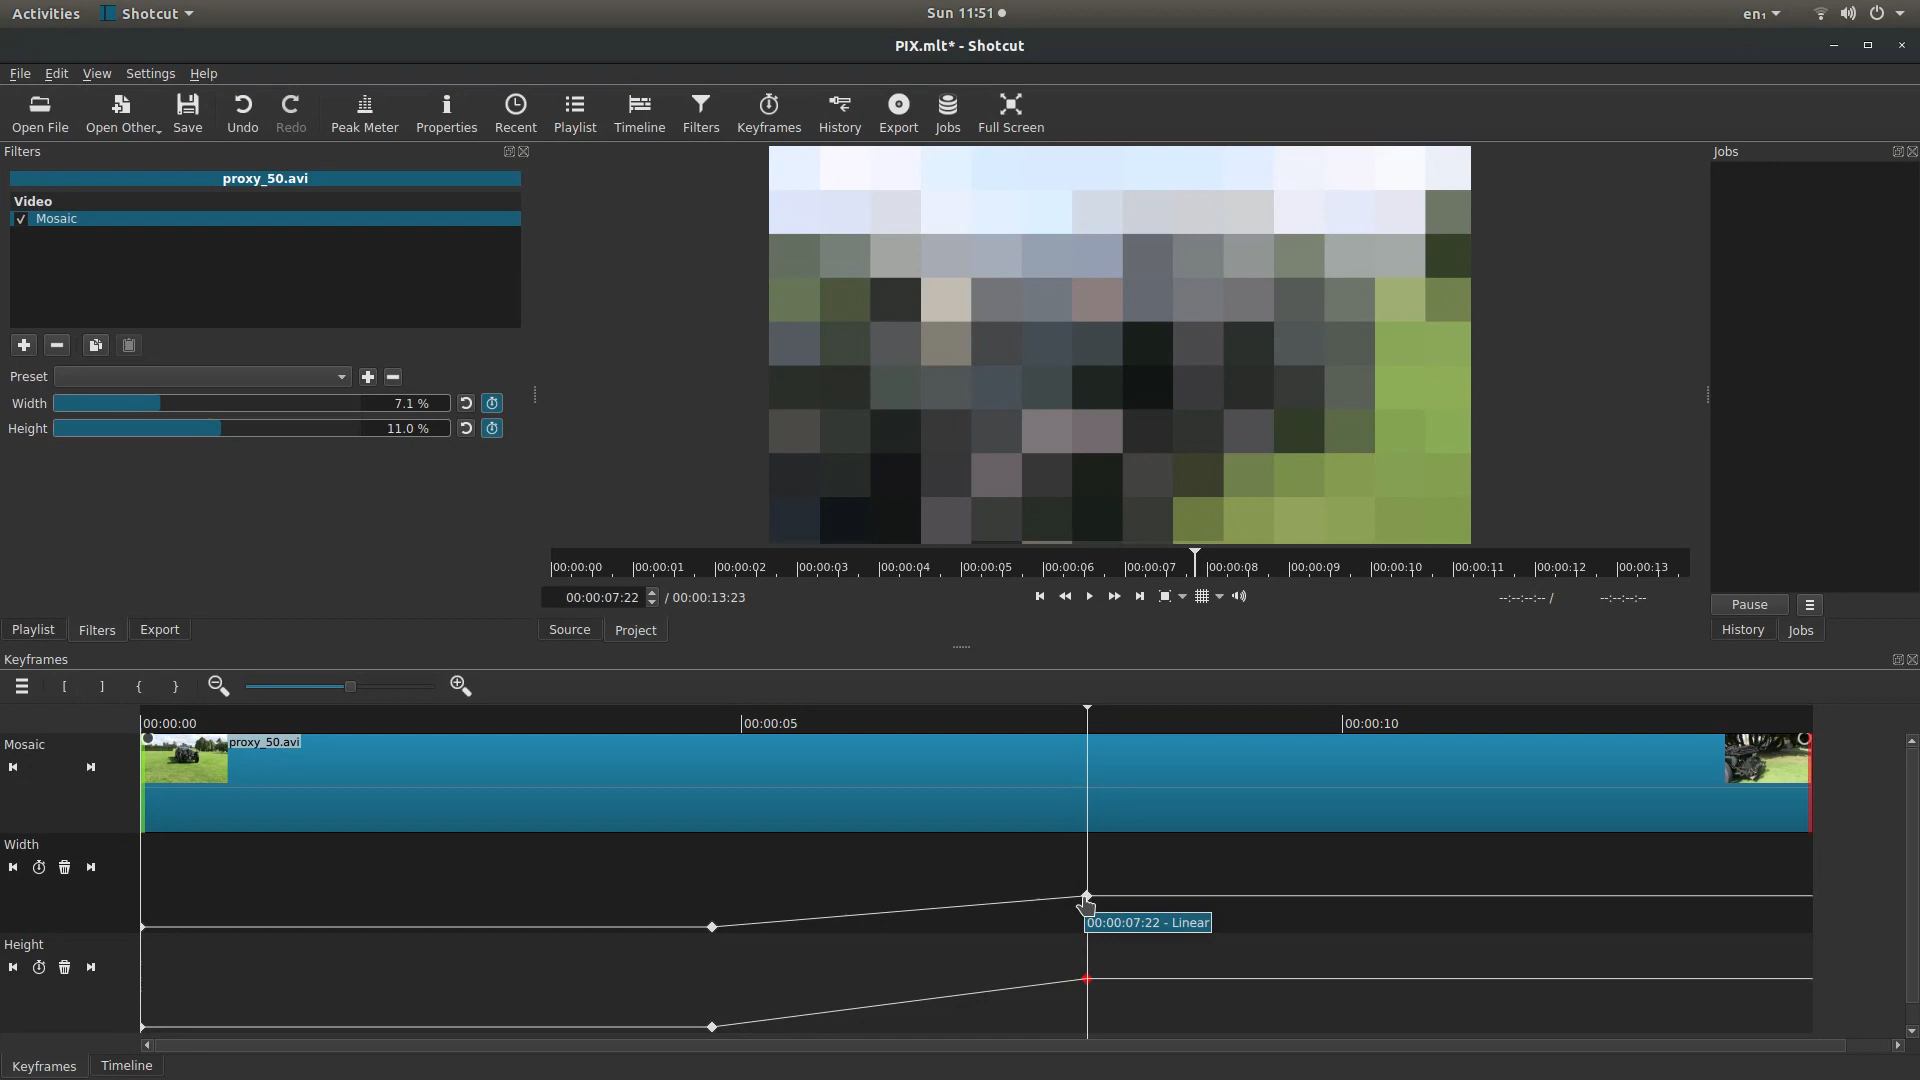 Activities Shotcut Sun 11:51 en₁
PIX.mlt* - Shotcut
File Edit View Settings Help
Open File Open Other... Save Undo Redo Peak Meter Properties Recent Playlist Timeline Filters Keyframes History Export Jobs Full Screen
Filters
Jobs
proxy_50.avi
Video
Mosaic
Preset
Width 7.1 %
Height 11.0 %
00:00:00 00:00:01 00:00:02 00:00:03 00:00:04 00:00:05 00:00:06 00:00:07 00:00:08 00:00:09 00:00:10 00:00:11 00:00:12 00:00:13
00:00:07:22 / 00:00:13:23 --:--:--:-- / --:--:--:--
Pause
Playlist Filters Export Source Project History Jobs
Keyframes
[ ] { }
00:00:00 00:00:05 00:00:10
Mosaic
proxy_50.avi
Width
00:00:07:22 - Linear
Height
Keyframes Timeline